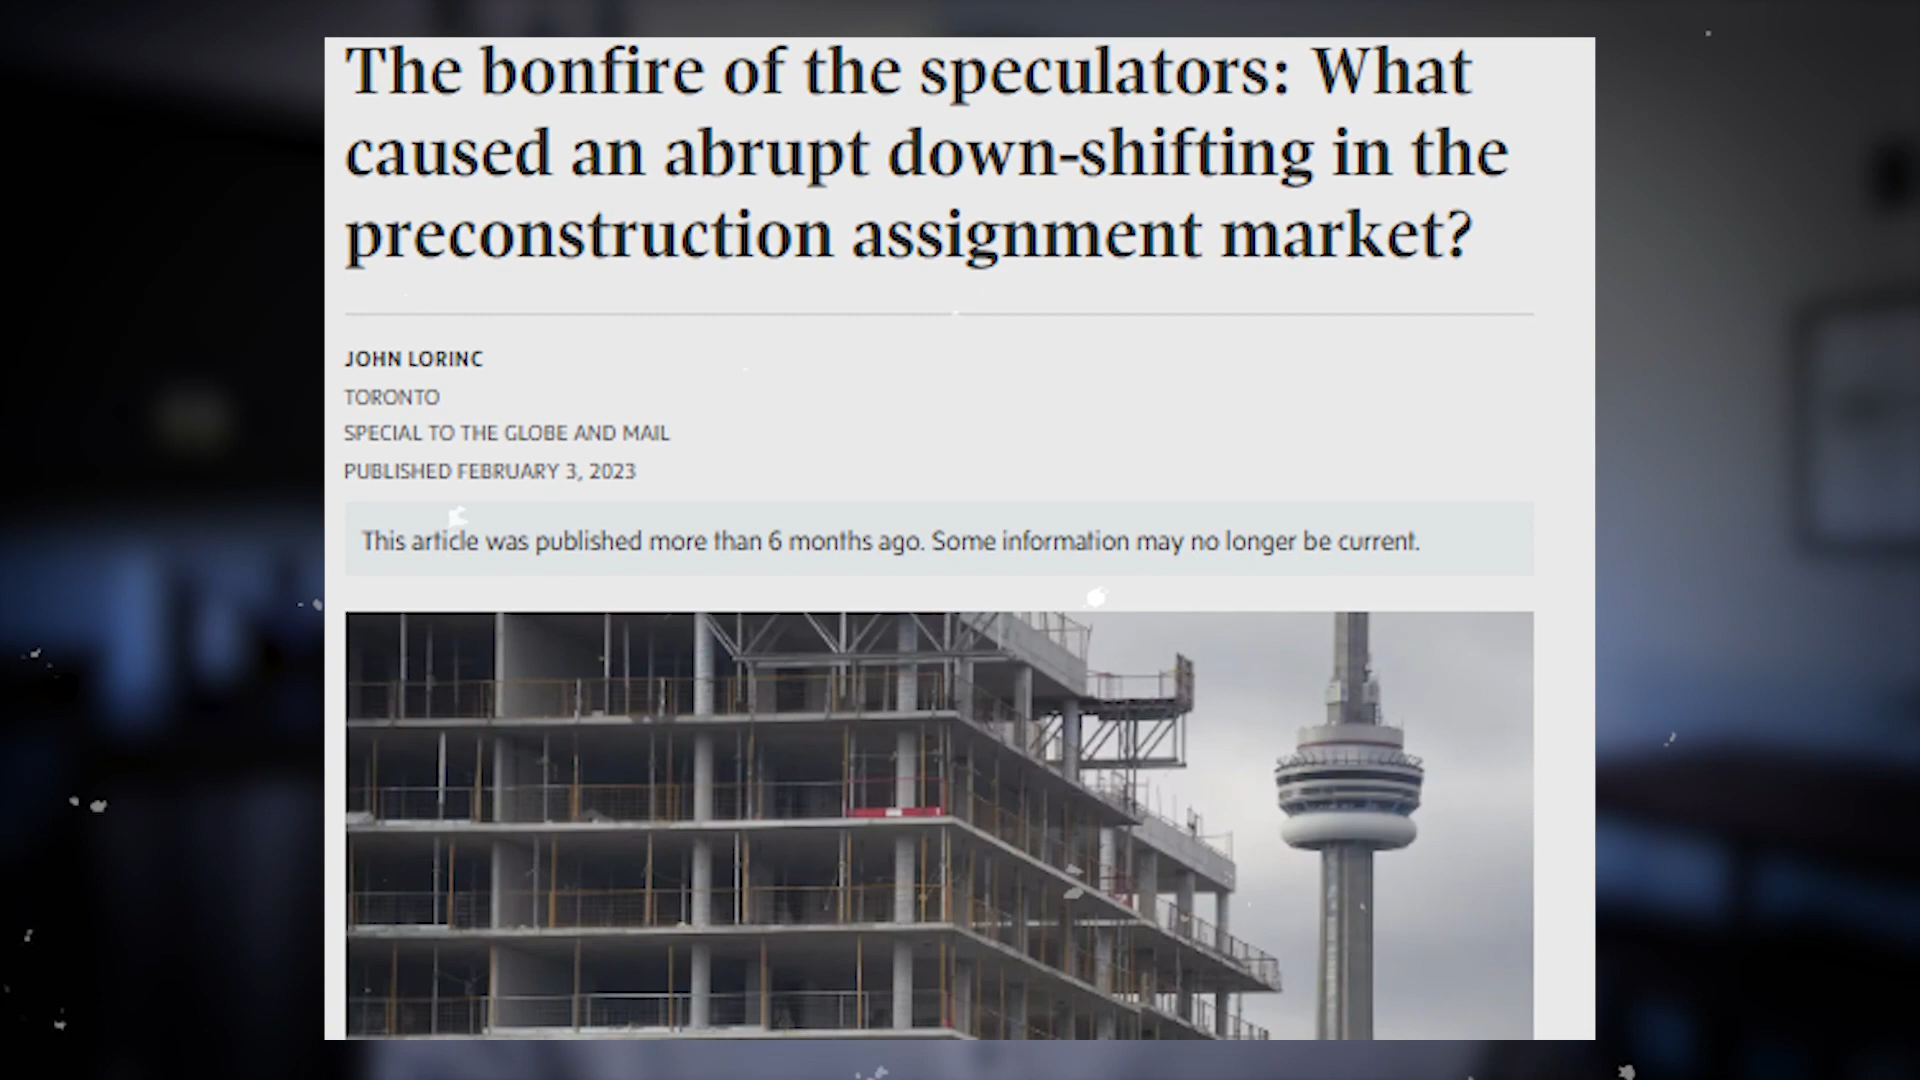 The bonfire of the speculators: What
caused an abrupt down-shifting in the
preconstruction assignment market?
JOHN LORINC
TORONTO
SPECIAL TO THE GLOBE AND MAIL
PUBLISHED FEBRUARY 3, 2023
This article was published more than 6 months ago. Some information may no longer be current.